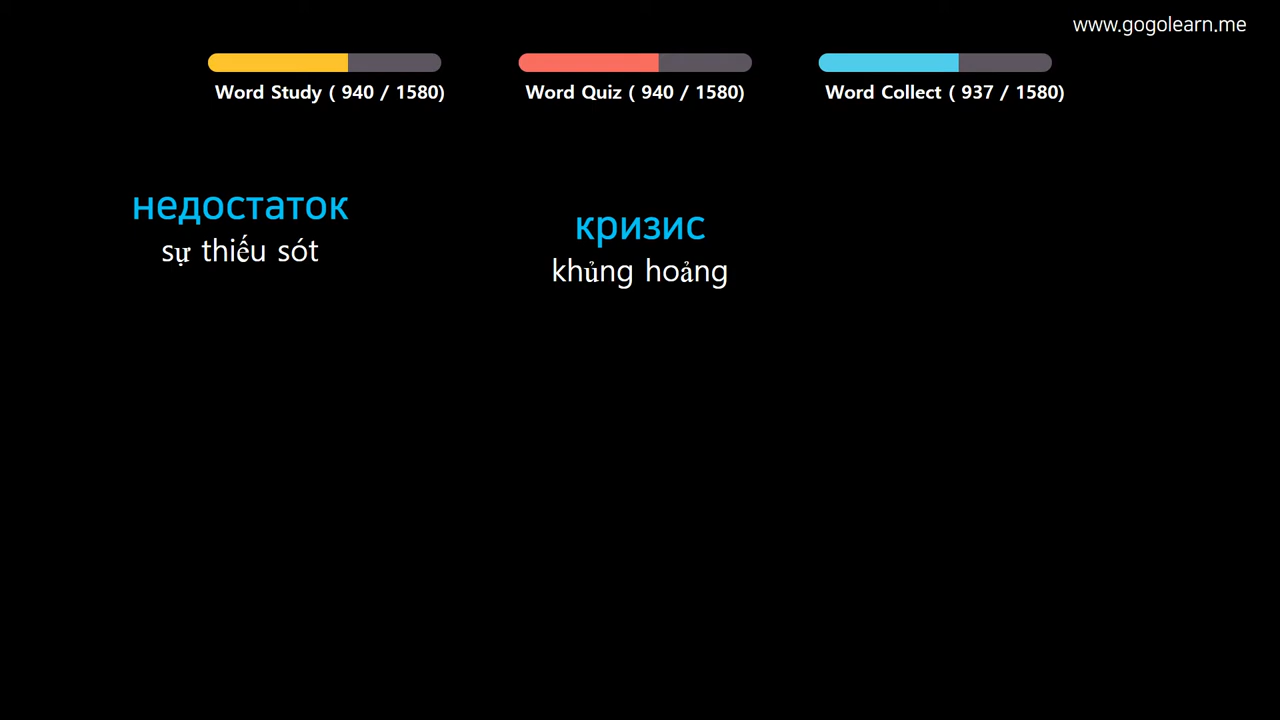 www.gogolearn.me
Word Study ( 940 / 1580)
Word Quiz ( 940 / 1580)
Word Collect ( 937 / 1580)
недостаток
sự thiếu sót
кризис
khủng hoảng